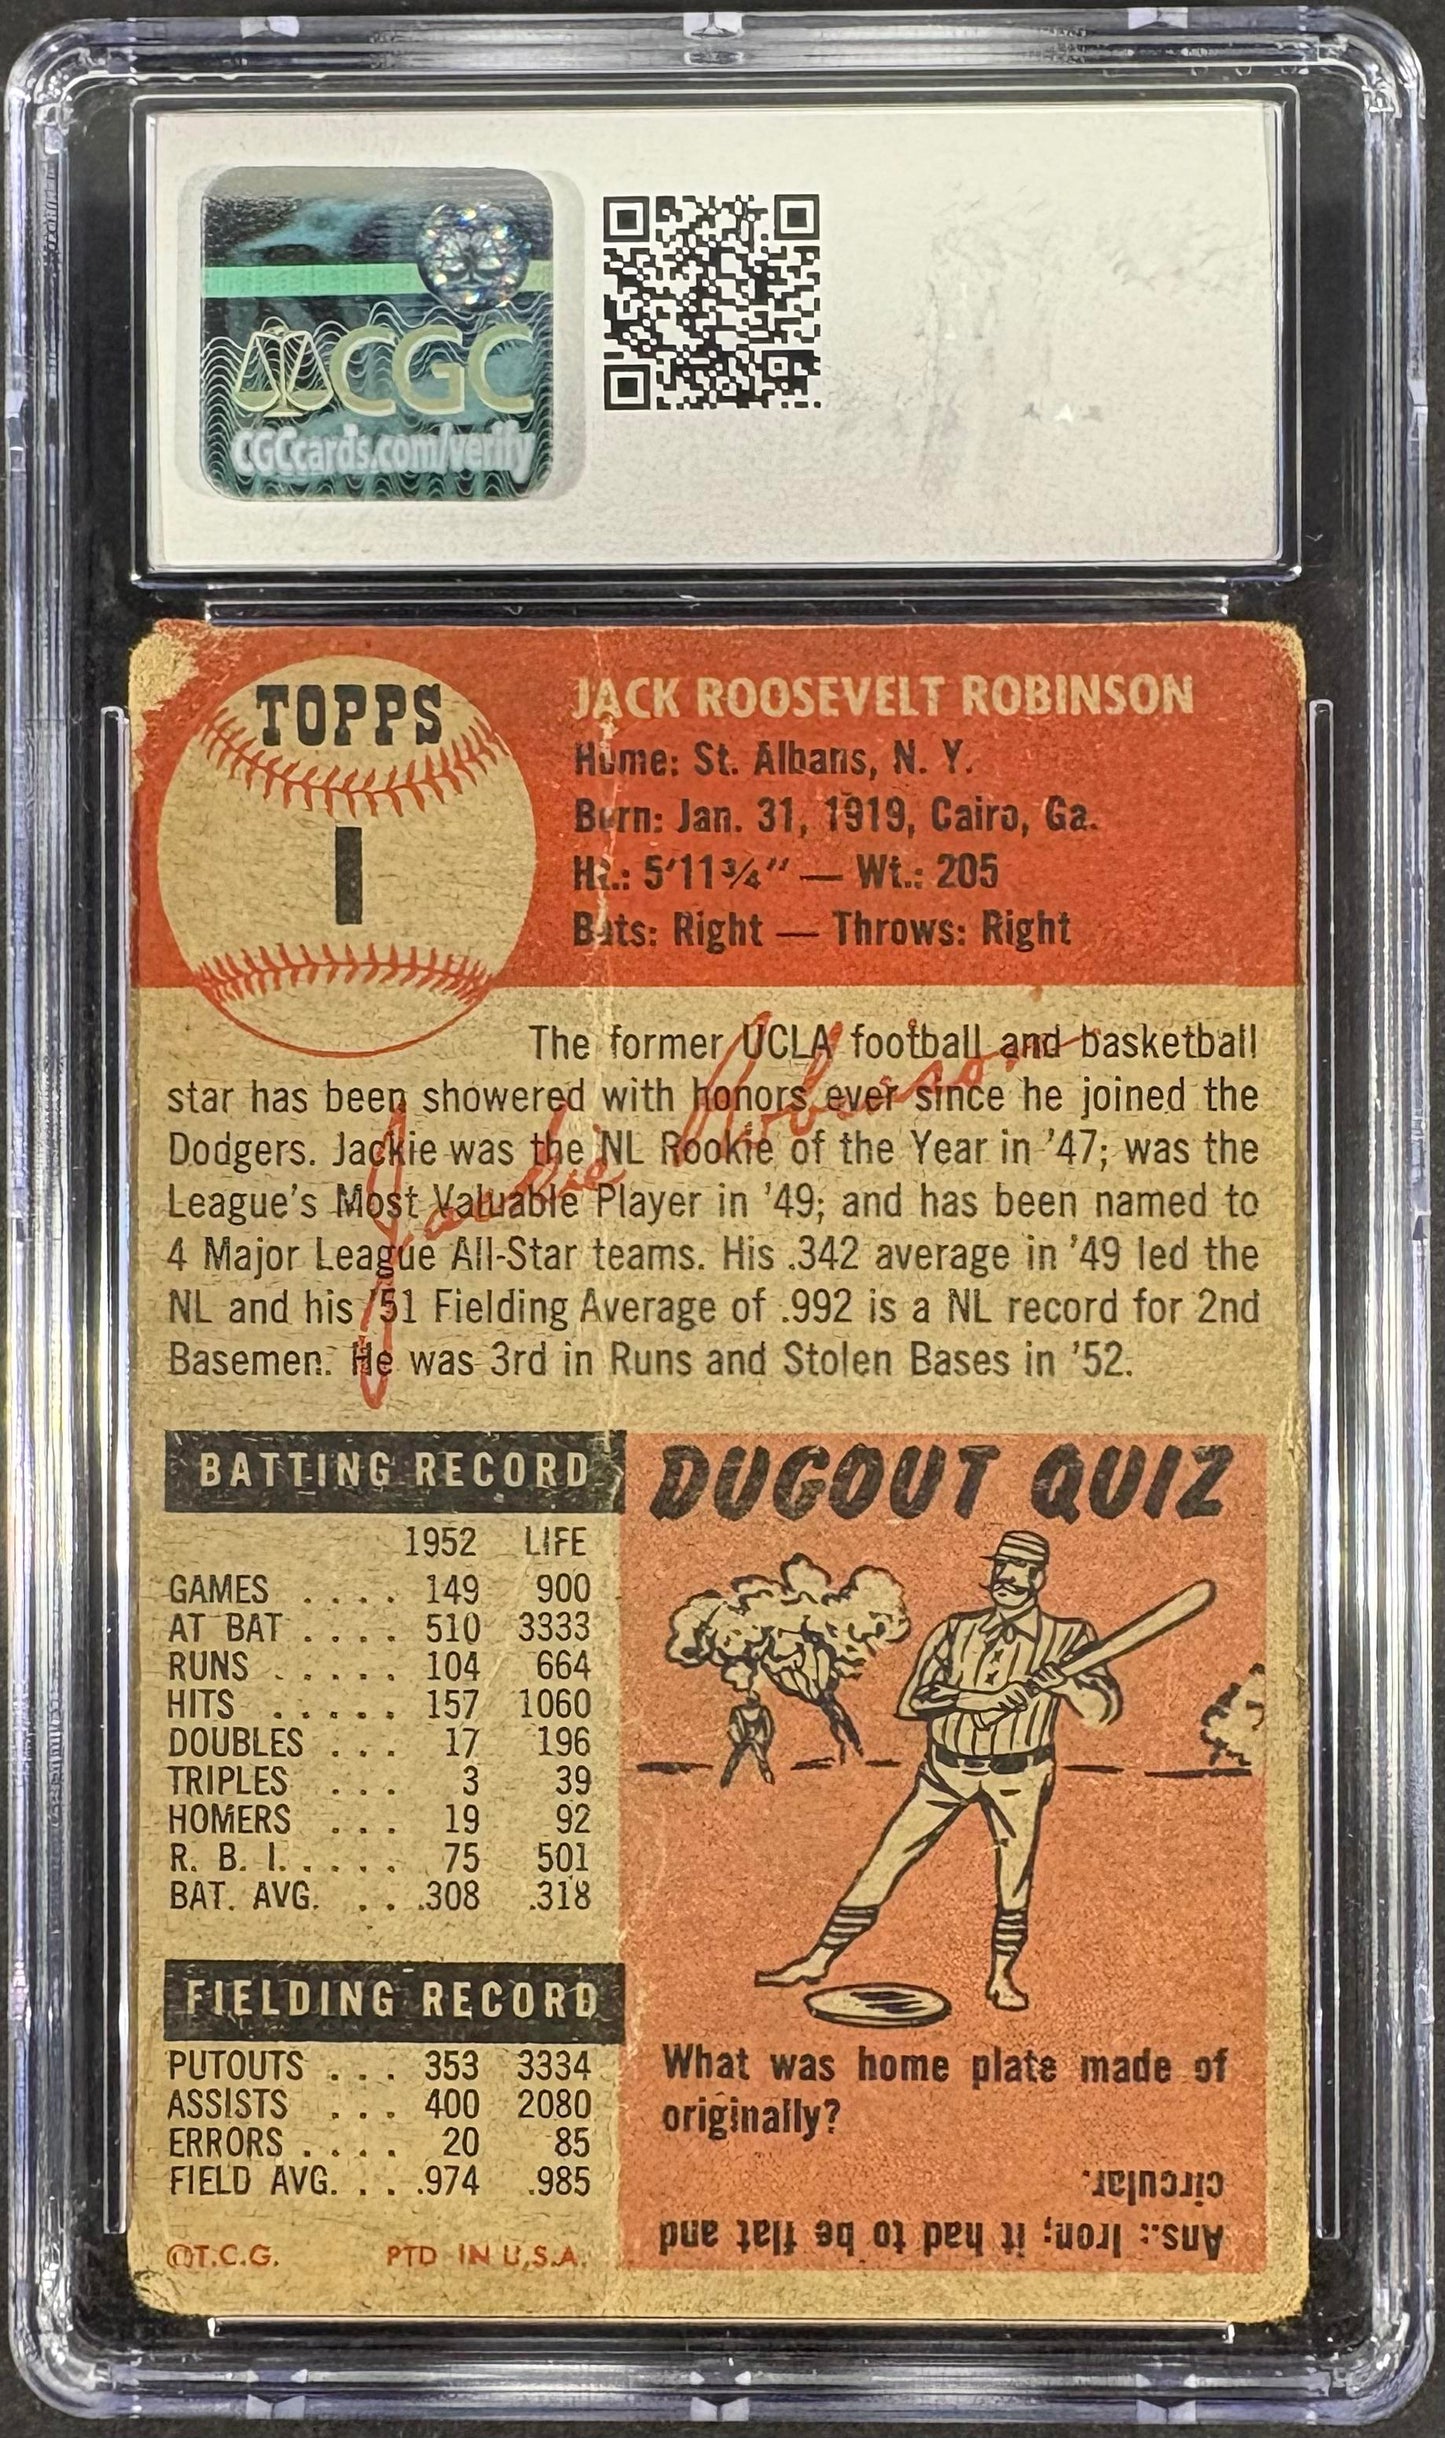 CGC
CGCcards.com/verify
TOPPS
1
JACK ROOSEVELT ROBINSON
Home: St. Albans, N. Y.
Born: Jan. 31, 1919, Cairo, Ga.
Ht.: 5'11¾" — Wt.: 205
Bats: Right — Throws: Right
The former UCLA football and basketball
star has been showered with honors ever since he joined the
Dodgers. Jackie was the NL Rookie of the Year in '47; was the
League's Most Valuable Player in '49; and has been named to
4 Major League All-Star teams. His .342 average in '49 led the
NL and his '51 Fielding Average of .992 is a NL record for 2nd
Basemen. He was 3rd in Runs and Stolen Bases in '52.
Jackie Robinson
BATTING RECORD
1952 LIFE
GAMES . . . . 149 900
AT BAT . . . . 510 3333
RUNS . . . . . 104 664
HITS . . . . . 157 1060
DOUBLES . . . 17 196
TRIPLES . . . 3 39
HOMERS . . . 19 92
R. B. I. . . . . 75 501
BAT. AVG. . . .308 .318
FIELDING RECORD
PUTOUTS . . . 353 3334
ASSISTS . . . 400 2080
ERRORS . . . . 20 85
FIELD AVG. . . .974 .985
©T.C.G. PTD IN U.S.A.
DUGOUT QUIZ
What was home plate made of
originally?
Ans.: Iron; it had to be flat and
circular.